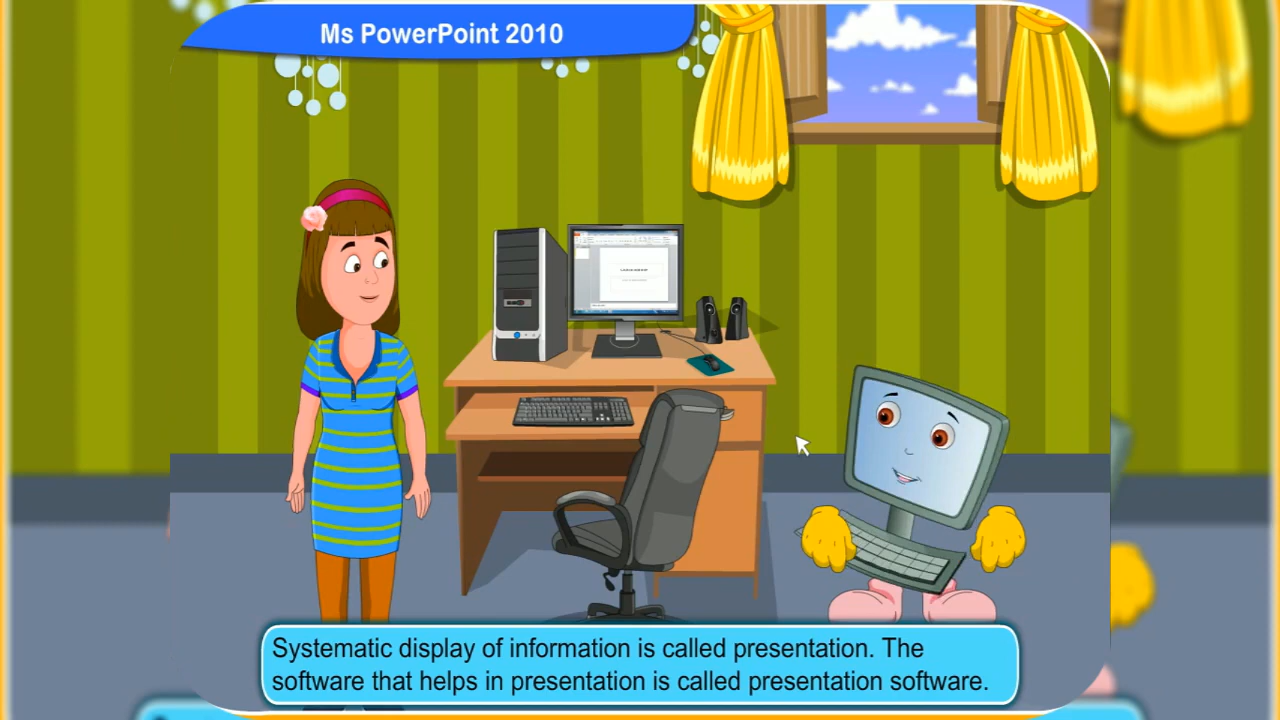 Ms PowerPoint 2010
Systematic display of information is called presentation. The
software that helps in presentation is called presentation software.